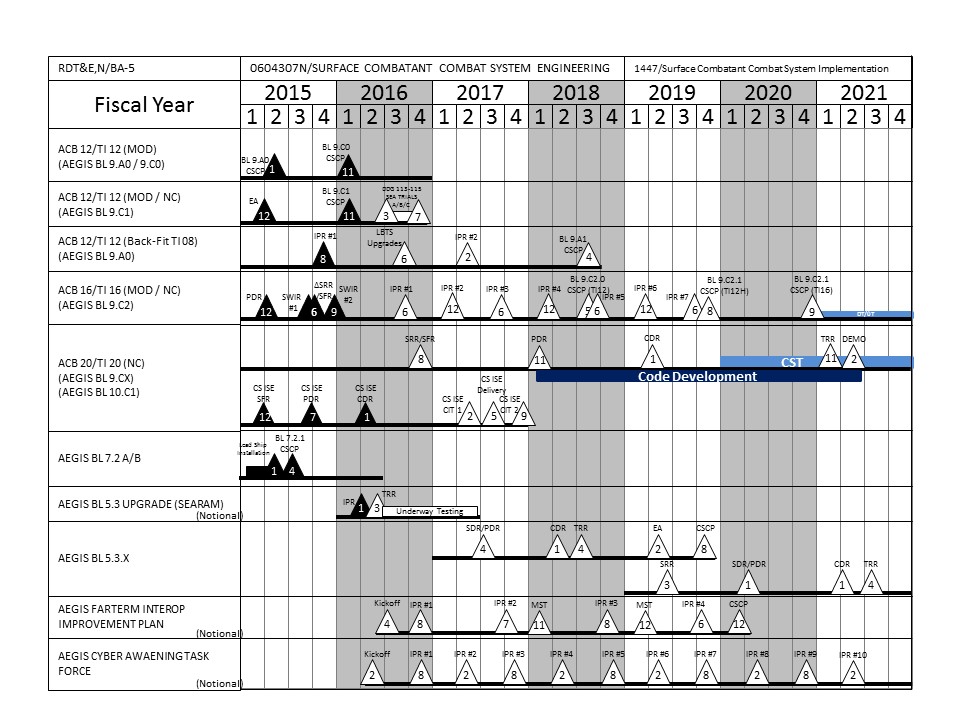 RDT&E,N/BA-5
0604307N/SURFACE COMBATANT COMBAT SYSTEM ENGINEERING
1447/Surface Combatant Combat System Implementation
Fiscal Year
2015 2016 2017 2018 2019 2020 2021
1 2 3 4 1 2 3 4 1 2 3 4 1 2 3 4 1 2 3 4 1 2 3 4 1 2 3 4
ACB 12/TI 12 (MOD)
(AEGIS BL 9.A0 / 9.C0)
BL 9.A0
CSCP
1
BL 9.C0
CSCP
11
ACB 12/TI 12 (MOD / NC)
(AEGIS BL 9.C1)
EA
12
BL 9.C1
CSCP
11
DDG 113-115
SEA TRIALS
A/B/C
3 7
ACB 12/TI 12 (Back-Fit TI 08)
(AEGIS BL 9.A0)
IPR #1
8
LBTS
Upgrades
6
IPR #2
2
BL 9.A1
CSCP
4
ACB 16/TI 16 (MOD / NC)
(AEGIS BL 9.C2)
PDR
12
SWIR
#1
ΔSRR
/SFR
6 9
SWIR
#2
IPR #1
6
IPR #2
12
IPR #3
6
IPR #4
12
BL 9.C2.0
CSCP (TI12)
5 6
IPR #5
IPR #6
12
IPR #7
6
BL 9.C2.1
CSCP (TI12H)
8
BL 9.C2.1
CSCP (TI16)
9
DT/OT
ACB 20/TI 20 (NC)
(AEGIS BL 9.CX)
(AEGIS BL 10.C1)
SRR/SFR
8
PDR
11
CDR
1
TRR
11
DEMO
2
CST
Code Development
CS ISE
SFR
12
CS ISE
PDR
7
CS ISE
CDR
1
CS ISE
CIT 1
2
CS ISE
Delivery
5
CS ISE
CIT 2
9
AEGIS BL 7.2 A/B
Lead Ship
Installation
1
BL 7.2.1
CSCP
4
AEGIS BL 5.3 UPGRADE (SEARAM)
(Notional)
IPR
1
TRR
3
Underway Testing
AEGIS BL 5.3.X
SDR/PDR
4
CDR
1
TRR
4
EA
2
CSCP
8
SRR
3
SDR/PDR
1
CDR
1
TRR
4
AEGIS FARTERM INTEROP
IMPROVEMENT PLAN
(Notional)
Kickoff
4
IPR #1
8
IPR #2
7
MST
11
IPR #3
8
MST
12
IPR #4
6
CSCP
12
AEGIS CYBER AWAENING TASK
FORCE
(Notional)
Kickoff
2
IPR #1
8
IPR #2
2
IPR #3
8
IPR #4
2
IPR #5
8
IPR #6
2
IPR #7
8
IPR #8
2
IPR #9
8
IPR #10
2